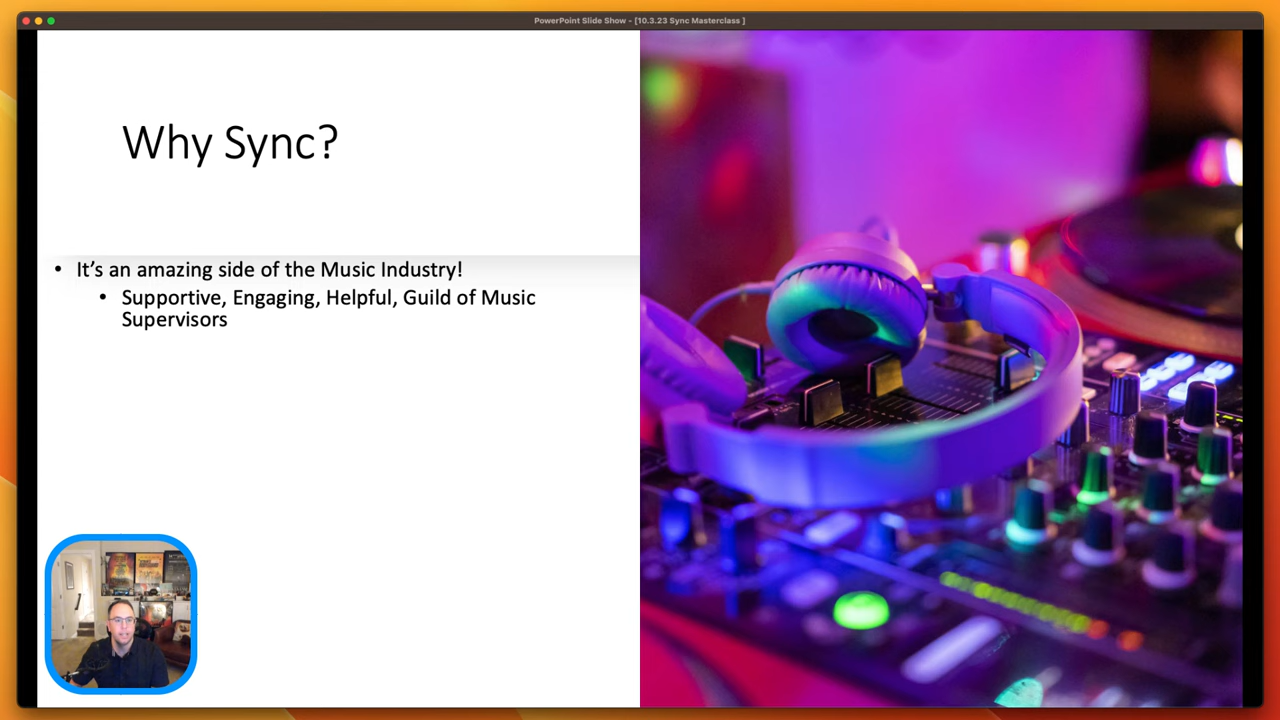 PowerPoint Slide Show - [10.3.23 Sync Masterclass ]
Why Sync?
• It’s an amazing side of the Music Industry!
• Supportive, Engaging, Helpful, Guild of Music
Supervisors